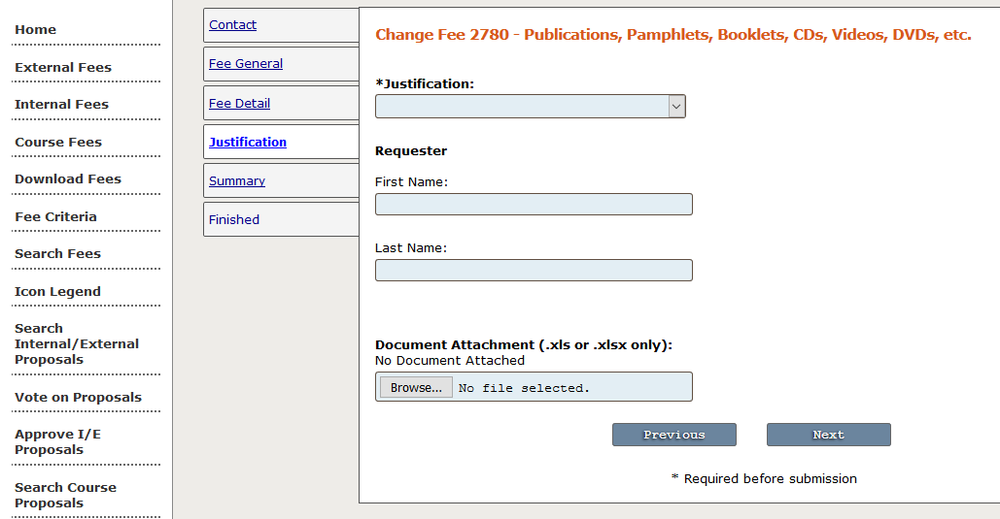 Home
External Fees
Internal Fees
Course Fees
Download Fees
Fee Criteria
Search Fees
Icon Legend
Search
Internal/External
Proposals
Vote on Proposals
Approve I/E
Proposals
Search Course
Proposals
Contact
Fee General
Fee Detail
Justification
Summary
Finished
Change Fee 2780 - Publications, Pamphlets, Booklets, CDs, Videos, DVDs, etc.
*Justification:
Requester
First Name:
Last Name:
Document Attachment (.xls or .xlsx only):
No Document Attached
Browse... No file selected.
Previous Next
* Required before submission